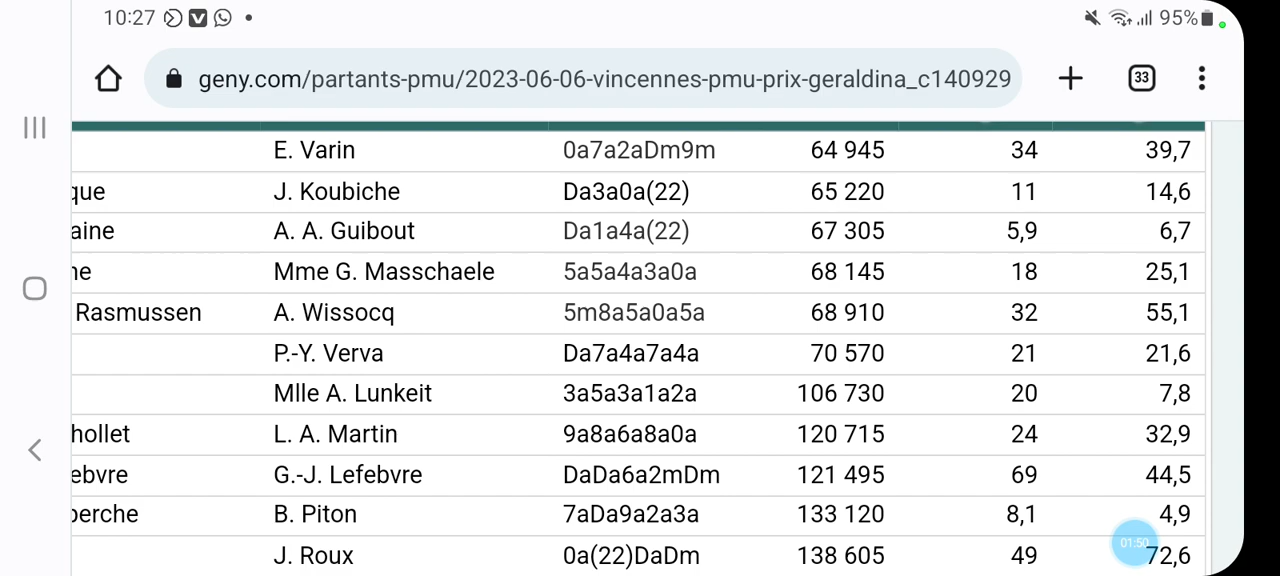 10:27 95%
geny.com/partants-pmu/2023-06-06-vincennes-pmu-prix-geraldina_c140929 33
E. Varin 0a7a2aDm9m 64 945 34 39,7
que J. Koubiche Da3a0a(22) 65 220 11 14,6
aine A. A. Guibout Da1a4a(22) 67 305 5,9 6,7
ne Mme G. Masschaele 5a5a4a3a0a 68 145 18 25,1
Rasmussen A. Wissocq 5m8a5a0a5a 68 910 32 55,1
P.-Y. Verva Da7a4a7a4a 70 570 21 21,6
Mlle A. Lunkeit 3a5a3a1a2a 106 730 20 7,8
hollet L. A. Martin 9a8a6a8a0a 120 715 24 32,9
ebvre G.-J. Lefebvre DaDa6a2mDm 121 495 69 44,5
perche B. Piton 7aDa9a2a3a 133 120 8,1 4,9
01:50
J. Roux 0a(22)DaDm 138 605 49 72,6